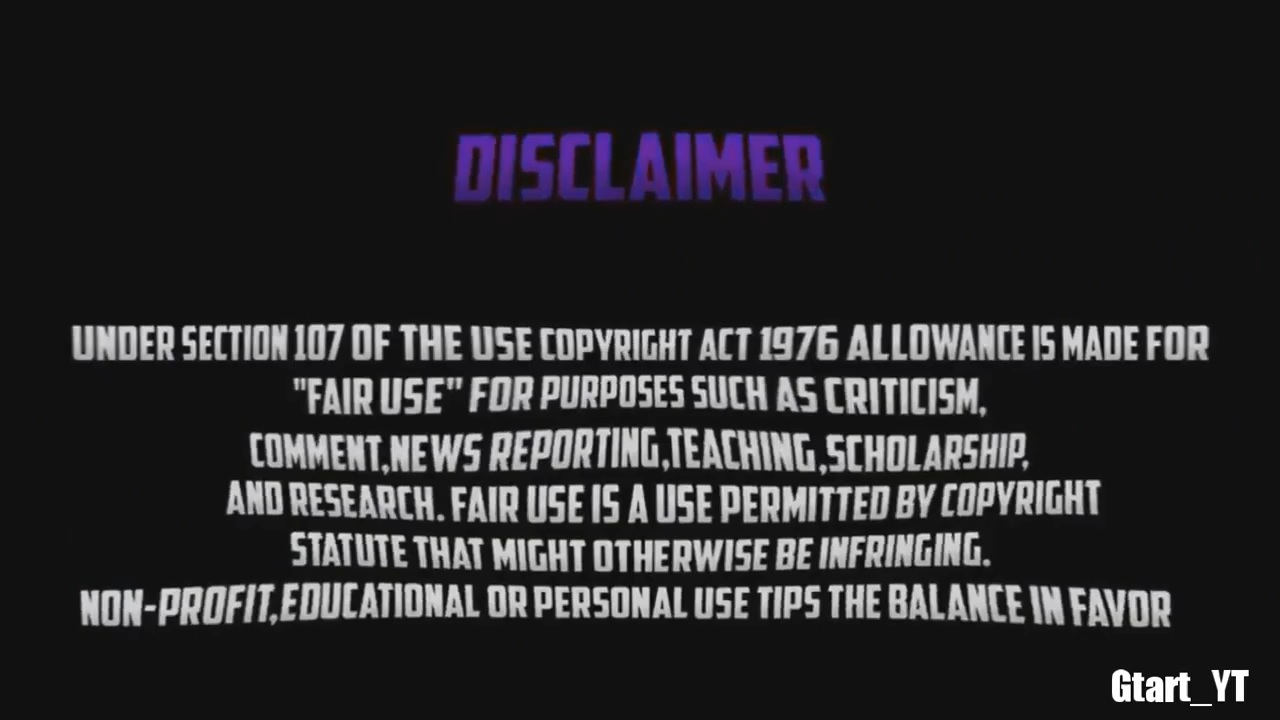 DISCLAIMER
UNDER SECTION 107 OF THE USE COPYRIGHT ACT 1976 ALLOWANCE IS MADE FOR
"FAIR USE" FOR PURPOSES SUCH AS CRITICISM,
COMMENT,NEWS REPORTING,TEACHING,SCHOLARSHIP,
AND RESEARCH. FAIR USE IS A USE PERMITTED BY COPYRIGHT
STATUTE THAT MIGHT OTHERWISE BE INFRINGING.
NON-PROFIT,EDUCATIONAL OR PERSONAL USE TIPS THE BALANCE IN FAVOR
Gtart_YT